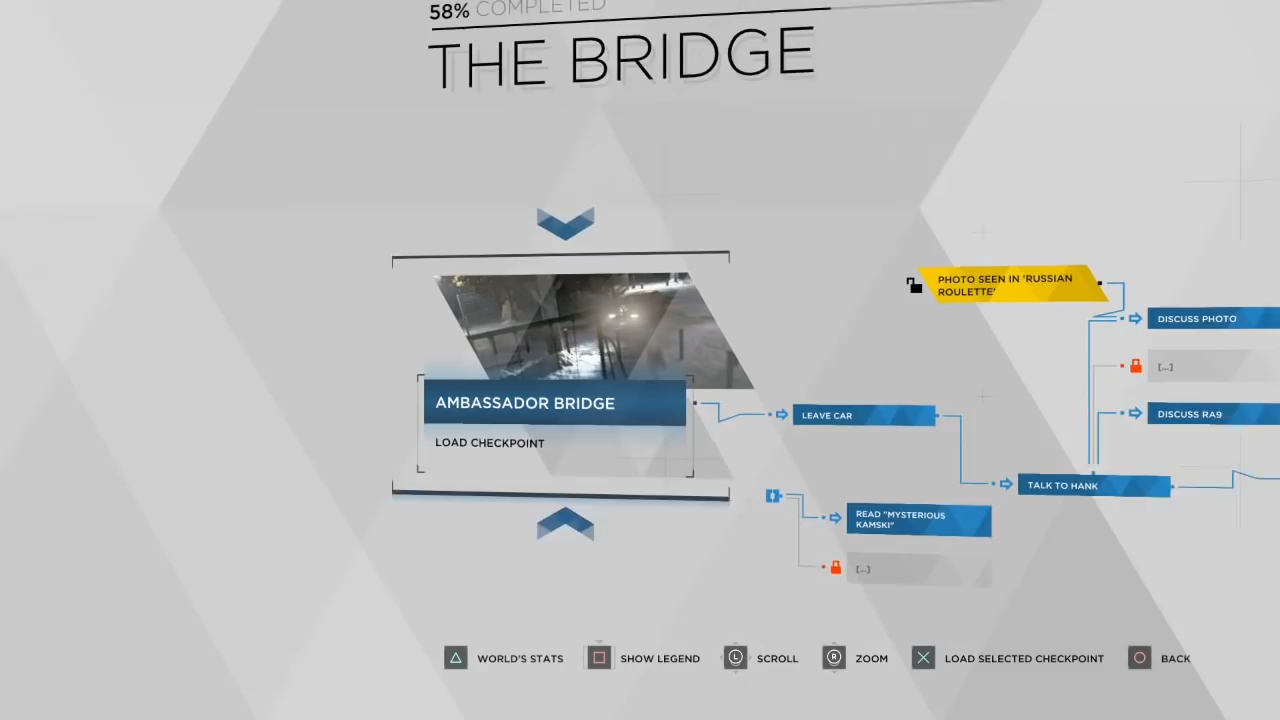 58% COMPLETED
THE BRIDGE
PHOTO SEEN IN 'RUSSIAN
ROULETTE'
DISCUSS PHOTO
[...]
AMBASSADOR BRIDGE
LEAVE CAR
DISCUSS RA9
LOAD CHECKPOINT
TALK TO HANK
READ "MYSTERIOUS
KAMSKI"
[...]
WORLD'S STATS
SHOW LEGEND
L
SCROLL
R
ZOOM
LOAD SELECTED CHECKPOINT
BACK